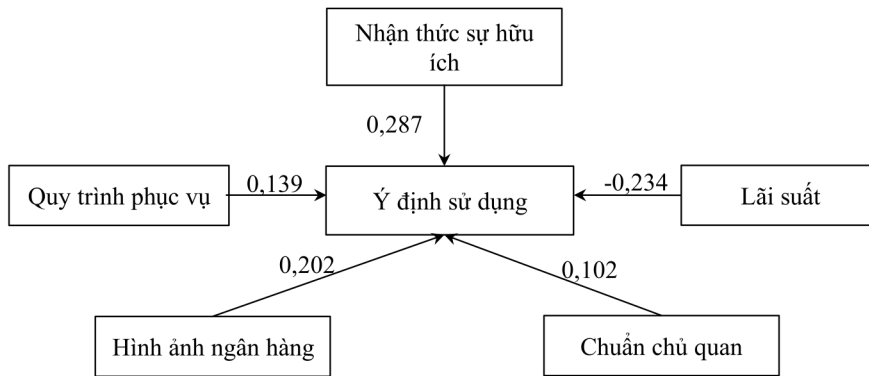 Nhận thức sự hữu
ích
0,287
Quy trình phục vụ
0,139
Ý định sử dụng
-0,234
Lãi suất
0,202
0,102
Hình ảnh ngân hàng
Chuẩn chủ quan